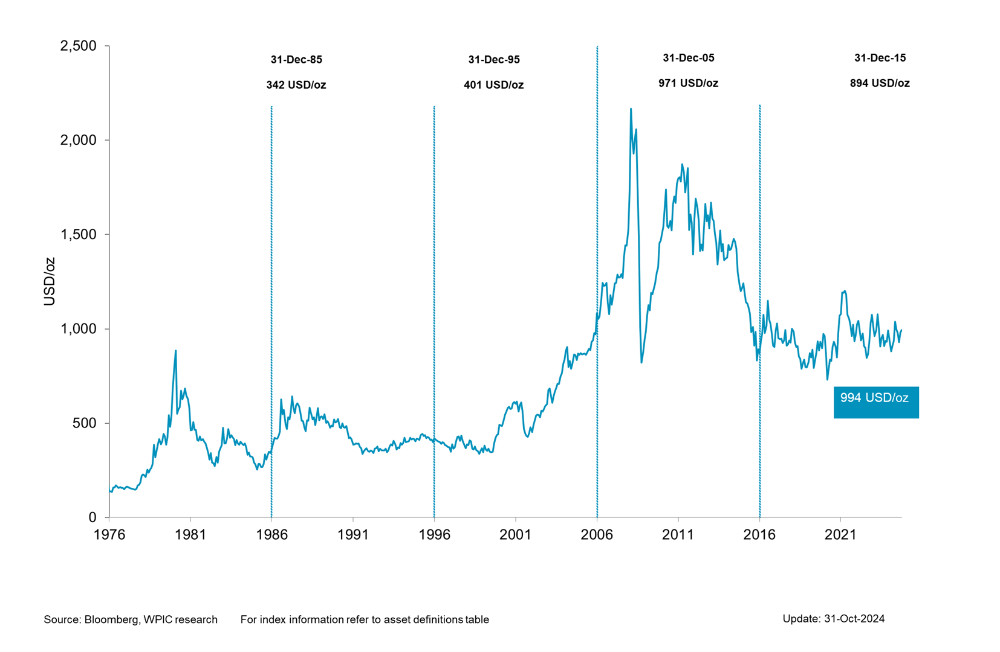 2,500
31-Dec-85
31-Dec-95
31-Dec-05
31-Dec-15
342 USD/oz
401 USD/oz
971 USD/oz
894 USD/oz
2,000
1,500
USD/oz
1,000
994 USD/oz
500
0
1976
1981
1986
1991
1996
2001
2006
2011
2016
2021
Source: Bloomberg, WPIC research
For index information refer to asset definitions table
Update: 31-Oct-2024